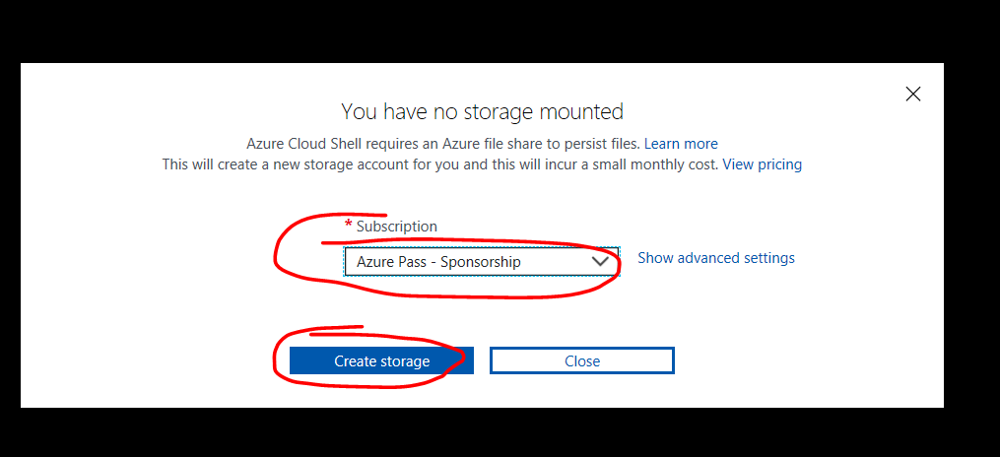 You have no storage mounted
Azure Cloud Shell requires an Azure file share to persist files. Learn more
This will create a new storage account for you and this will incur a small monthly cost. View pricing
* Subscription
Azure Pass - Sponsorship
Show advanced settings
Create storage
Close